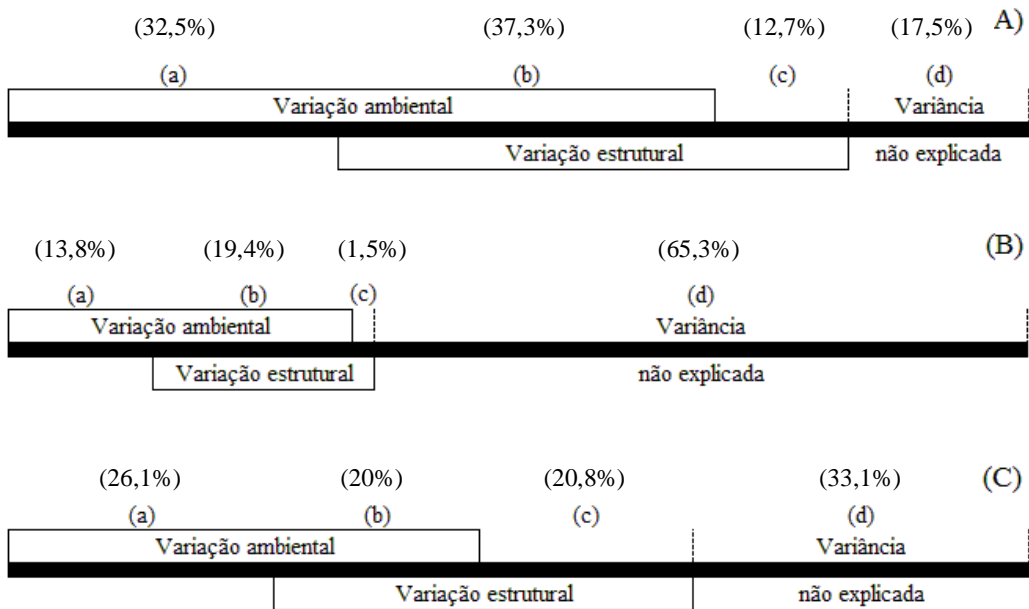 (32,5%) (37,3%) (12,7%) (17,5%) A)
(a) (b) (c) (d)
Variação ambiental Variância
Variação estrutural não explicada
(13,8%) (19,4%) (1,5%) (65,3%) (B)
(a) (b) (c) (d)
Variação ambiental Variância
Variação estrutural não explicada
(26,1%) (20%) (20,8%) (33,1%) (C)
(a) (b) (c) (d)
Variação ambiental Variância
Variação estrutural não explicada